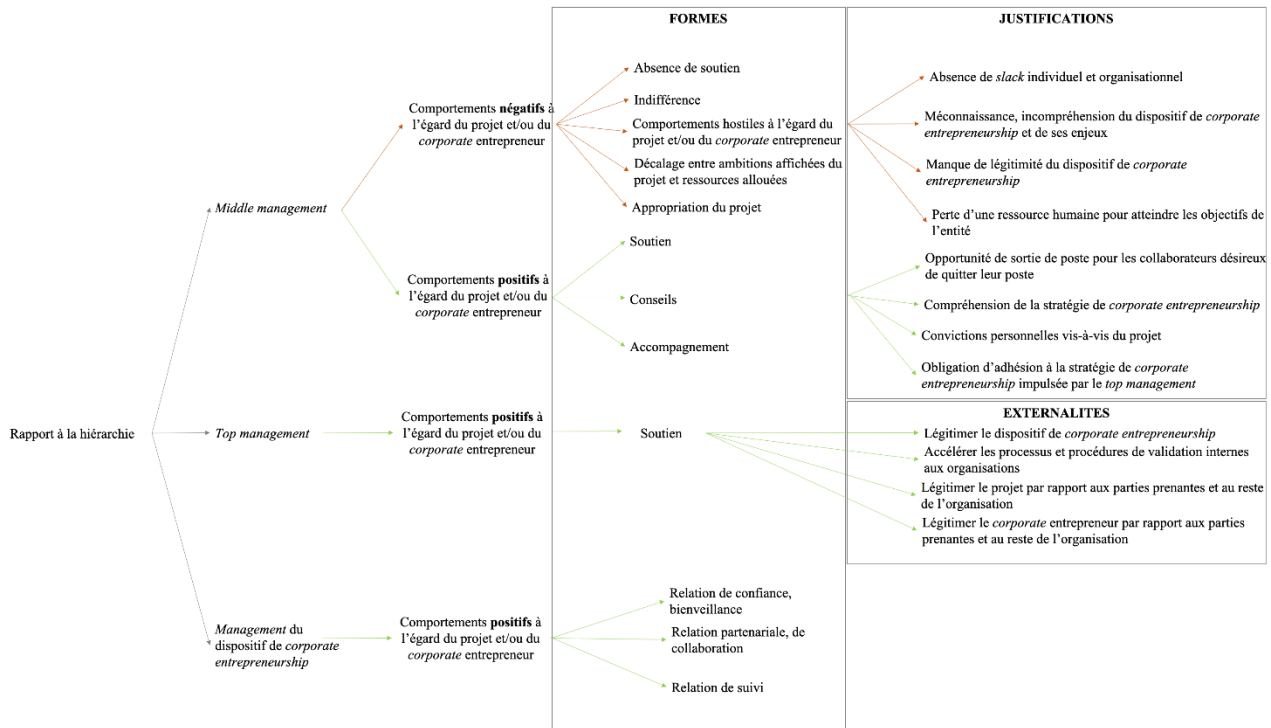 FORMES
JUSTIFICATIONS
Absence de soutien
Indifférence
Comportements négatifs à
l'égard du projet et/ou du
corporate entrepreneur
Comportements hostiles à l'égard du
projet et/ou du corporate entrepreneur
Décalage entre ambitions affichées du
projet et ressources allouées
Appropriation du projet
Absence de slack individuel et organisationnel
Méconnaissance, incompréhension du dispositif de corporate
entrepreneurship et de ses enjeux
Manque de légitimité du dispositif de corporate
entrepreneurship
Perte d'une ressource humaine pour atteindre les objectifs de
l'entité
Middle management
Comportements positifs à
l'égard du projet et/ou du
corporate entrepreneur
Soutien
Conseils
Accompagnement
Opportunité de sortie de poste pour les collaborateurs désireux
de quitter leur poste
Compréhension de la stratégie de corporate entrepreneurship
Convictions personnelles vis-à-vis du projet
Obligation d'adhésion à la stratégie de corporate
entrepreneurship impulsée par le top management
EXTERNALITES
Rapport à la hiérarchie
Top management
Comportements positifs à
l'égard du projet et/ou du
corporate entrepreneur
Soutien
Légitimer le dispositif de corporate entrepreneurship
Accélérer les processus et procédures de validation internes
aux organisations
Légitimer le projet par rapport aux parties prenantes et au reste
de l'organisation
Légitimer le corporate entrepreneur par rapport aux parties
prenantes et au reste de l'organisation
Management du
dispositif de corporate
entrepreneurship
Comportements positifs à
l'égard du projet et/ou du
corporate entrepreneur
Relation de confiance,
bienveillance
Relation partenariale, de
collaboration
Relation de suivi